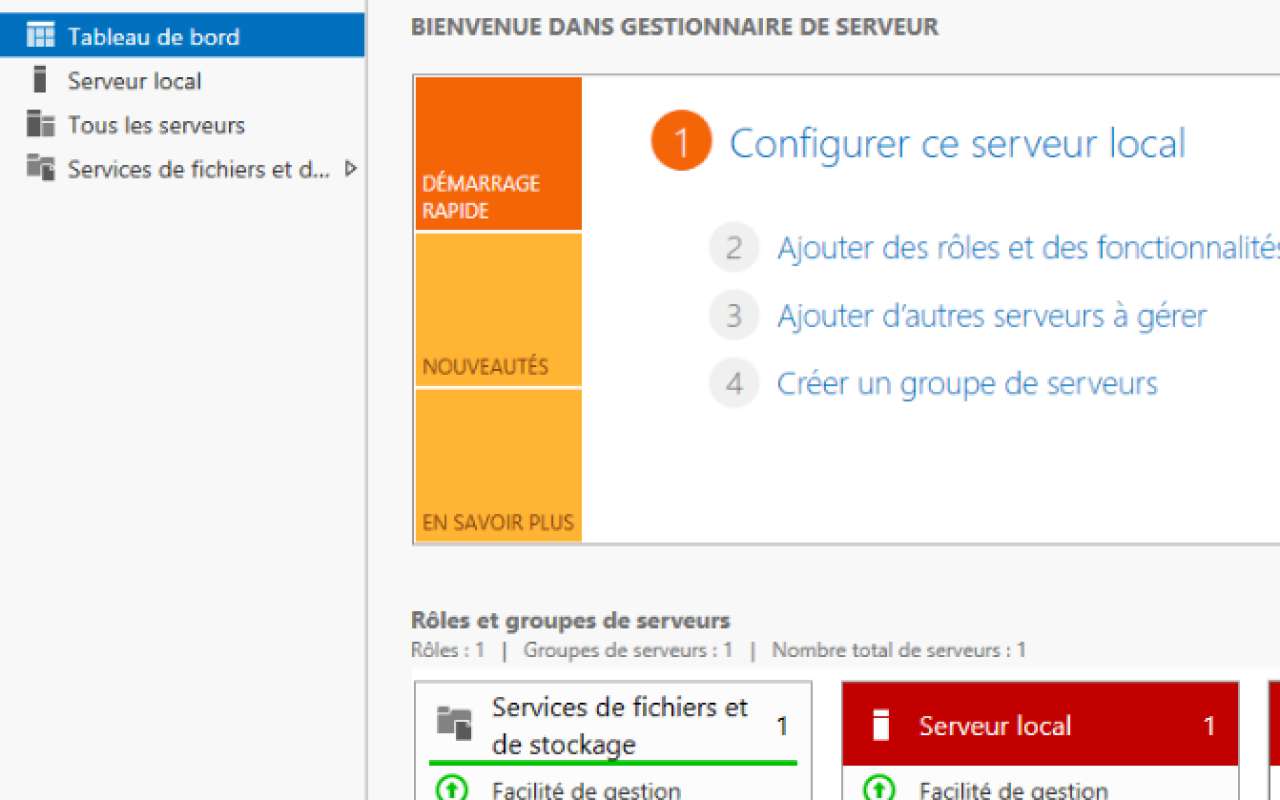 Tableau de bord
Serveur local
Tous les serveurs
Services de fichiers et d...
BIENVENUE DANS GESTIONNAIRE DE SERVEUR
DÉMARRAGE
RAPIDE
NOUVEAUTÉS
EN SAVOIR PLUS
1 Configurer ce serveur local
2 Ajouter des rôles et des fonctionnalités
3 Ajouter d'autres serveurs à gérer
4 Créer un groupe de serveurs
Rôles et groupes de serveurs
Rôles : 1 | Groupes de serveurs : 1 | Nombre total de serveurs : 1
Services de fichiers et
de stockage
1
Facilité de gestion
Serveur local 1
Facilité de gestion